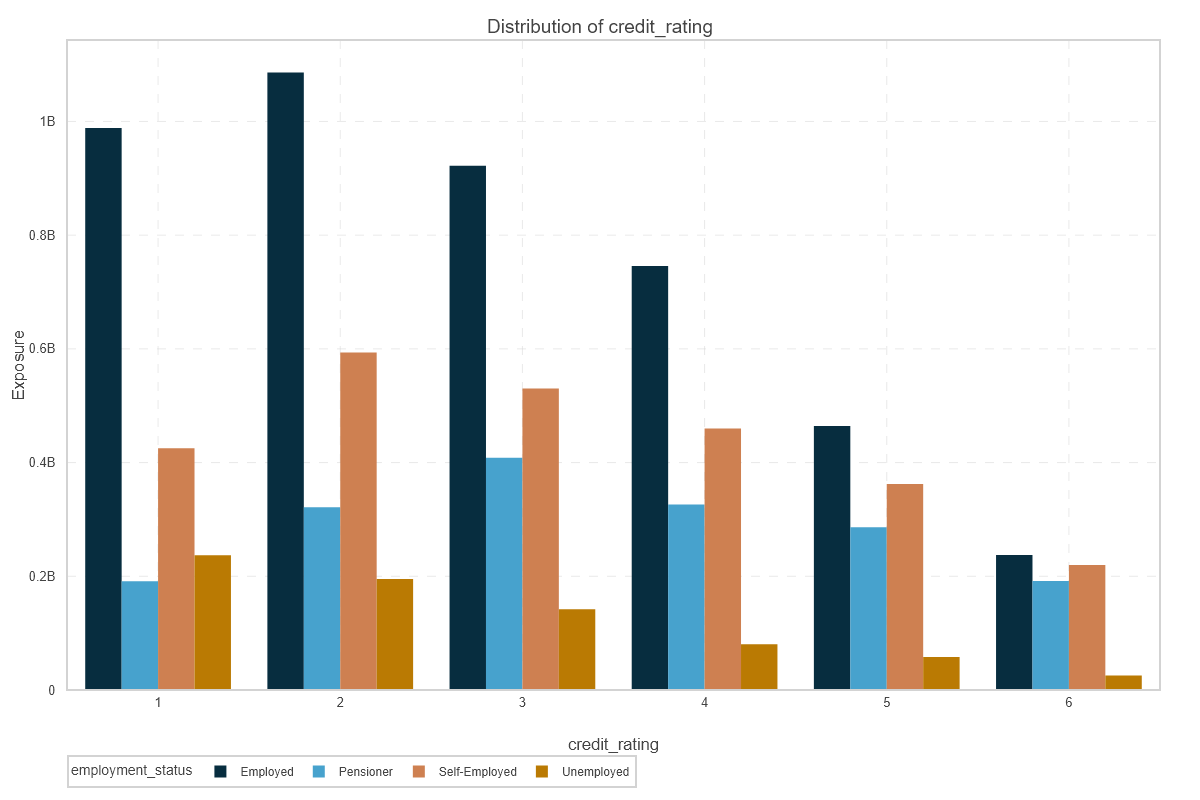 Distribution of credit_rating
1B
0.8B
0.6B
0.4B
0.2B
0
Exposure
1 2 3 4 5 6
credit_rating
employment_status Employed Pensioner Self-Employed Unemployed